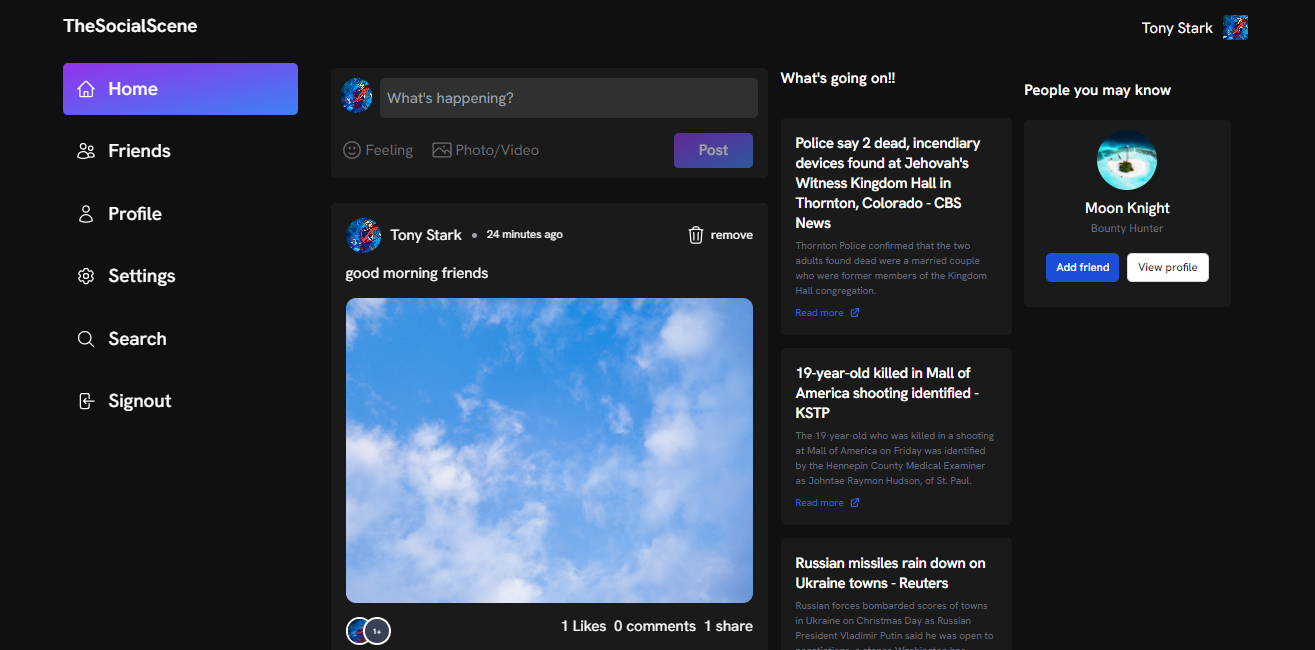 TheSocialScene
Tony Stark
Home
Friends
Profile
Settings
Search
Signout
What's happening?
Feeling
Photo/Video
Post
Tony Stark
24 minutes ago
remove
good morning friends
1+
1 Likes 0 comments 1 share
What's going on!!
Police say 2 dead, incendiary
devices found at Jehovah's
Witness Kingdom Hall in
Thornton, Colorado - CBS
News
Thornton Police confirmed that the two
adults found dead were a married couple
who were former members of the Kingdom
Hall congregation.
Read more
19-year-old killed in Mall of
America shooting identified -
KSTP
The 19-year-old who was killed in a shooting
at Mall of America on Friday was identified
by the Hennepin County Medical Examiner
as Johntae Raymon Hudson, of St. Paul.
Read more
Russian missiles rain down on
Ukraine towns - Reuters
Russian forces bombarded scores of towns
in Ukraine on Christmas Day as Russian
President Vladimir Putin said he was open to
People you may know
Moon Knight
Bounty Hunter
Add friend
View profile